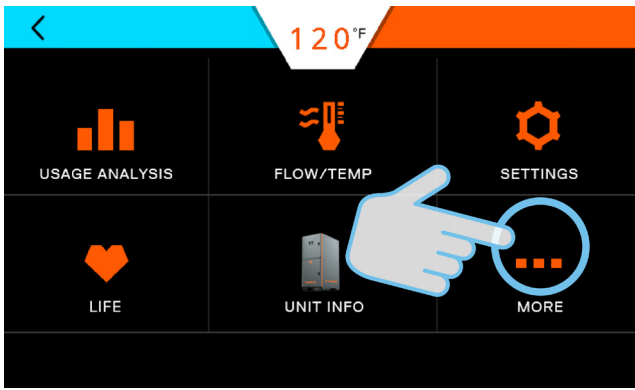 120°F
USAGE ANALYSIS
FLOW/TEMP
SETTINGS
LIFE
UNIT INFO
MORE